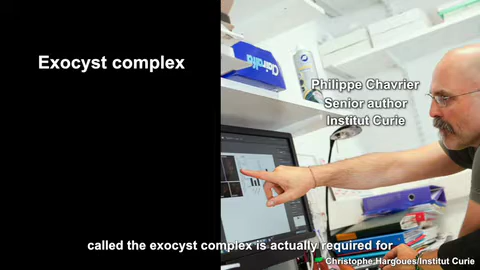 Exocyst complex
Clairalfa
Philippe Chavrier
Senior author
Institut Curie
called the exocyst complex is actually required for
Christophe Hargoues/Institut Curie